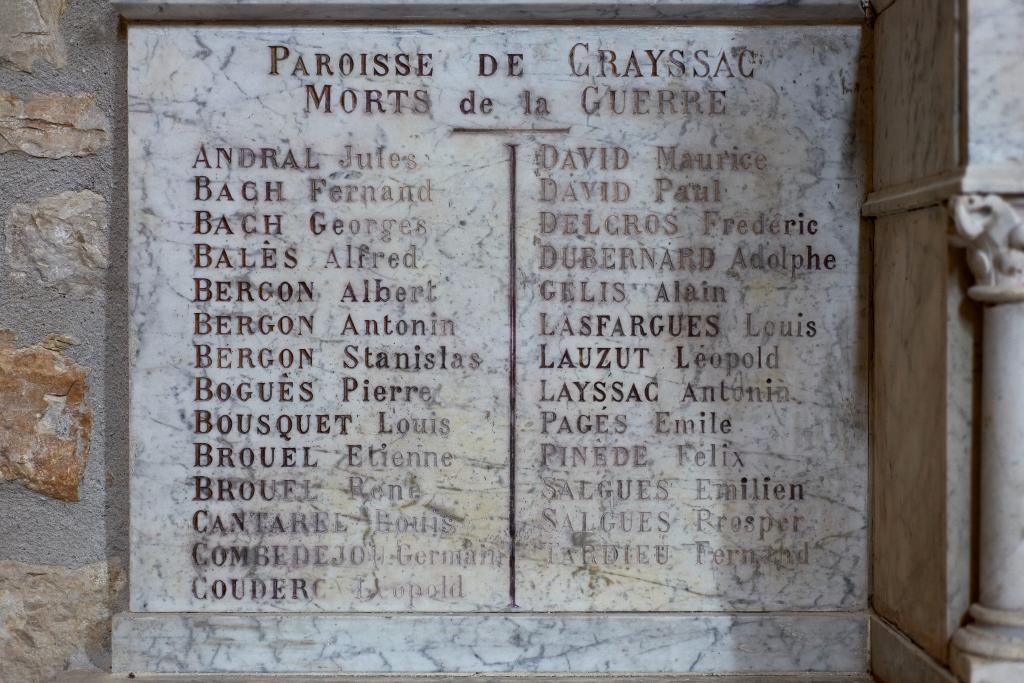 PAROISSE DE CRAYSSAC
MORTS de la GUERRE
ANDRAL Jules
BACH Fernand
BACH Georges
BALÈS Alfred
BERGON Albert
BERGON Antonin
BERGON Stanislas
BOGUÈS Pierre
BOUSQUET Louis
BROUEL Etienne
BROUEL René
CANTAREL Louis
COMBEDEJOU Germain
COUDERC Léopold
DAVID Maurice
DAVID Paul
DELCROS Frédéric
DUBERNARD Adolphe
GÉLIS Alain
LASFARGUES Louis
LAUZUT Léopold
LAYSSAC Antonin
PAGÈS Emile
PINÈDE Félix
SALGUES Emilien
SALGUES Prosper
TARDIEU Fernand